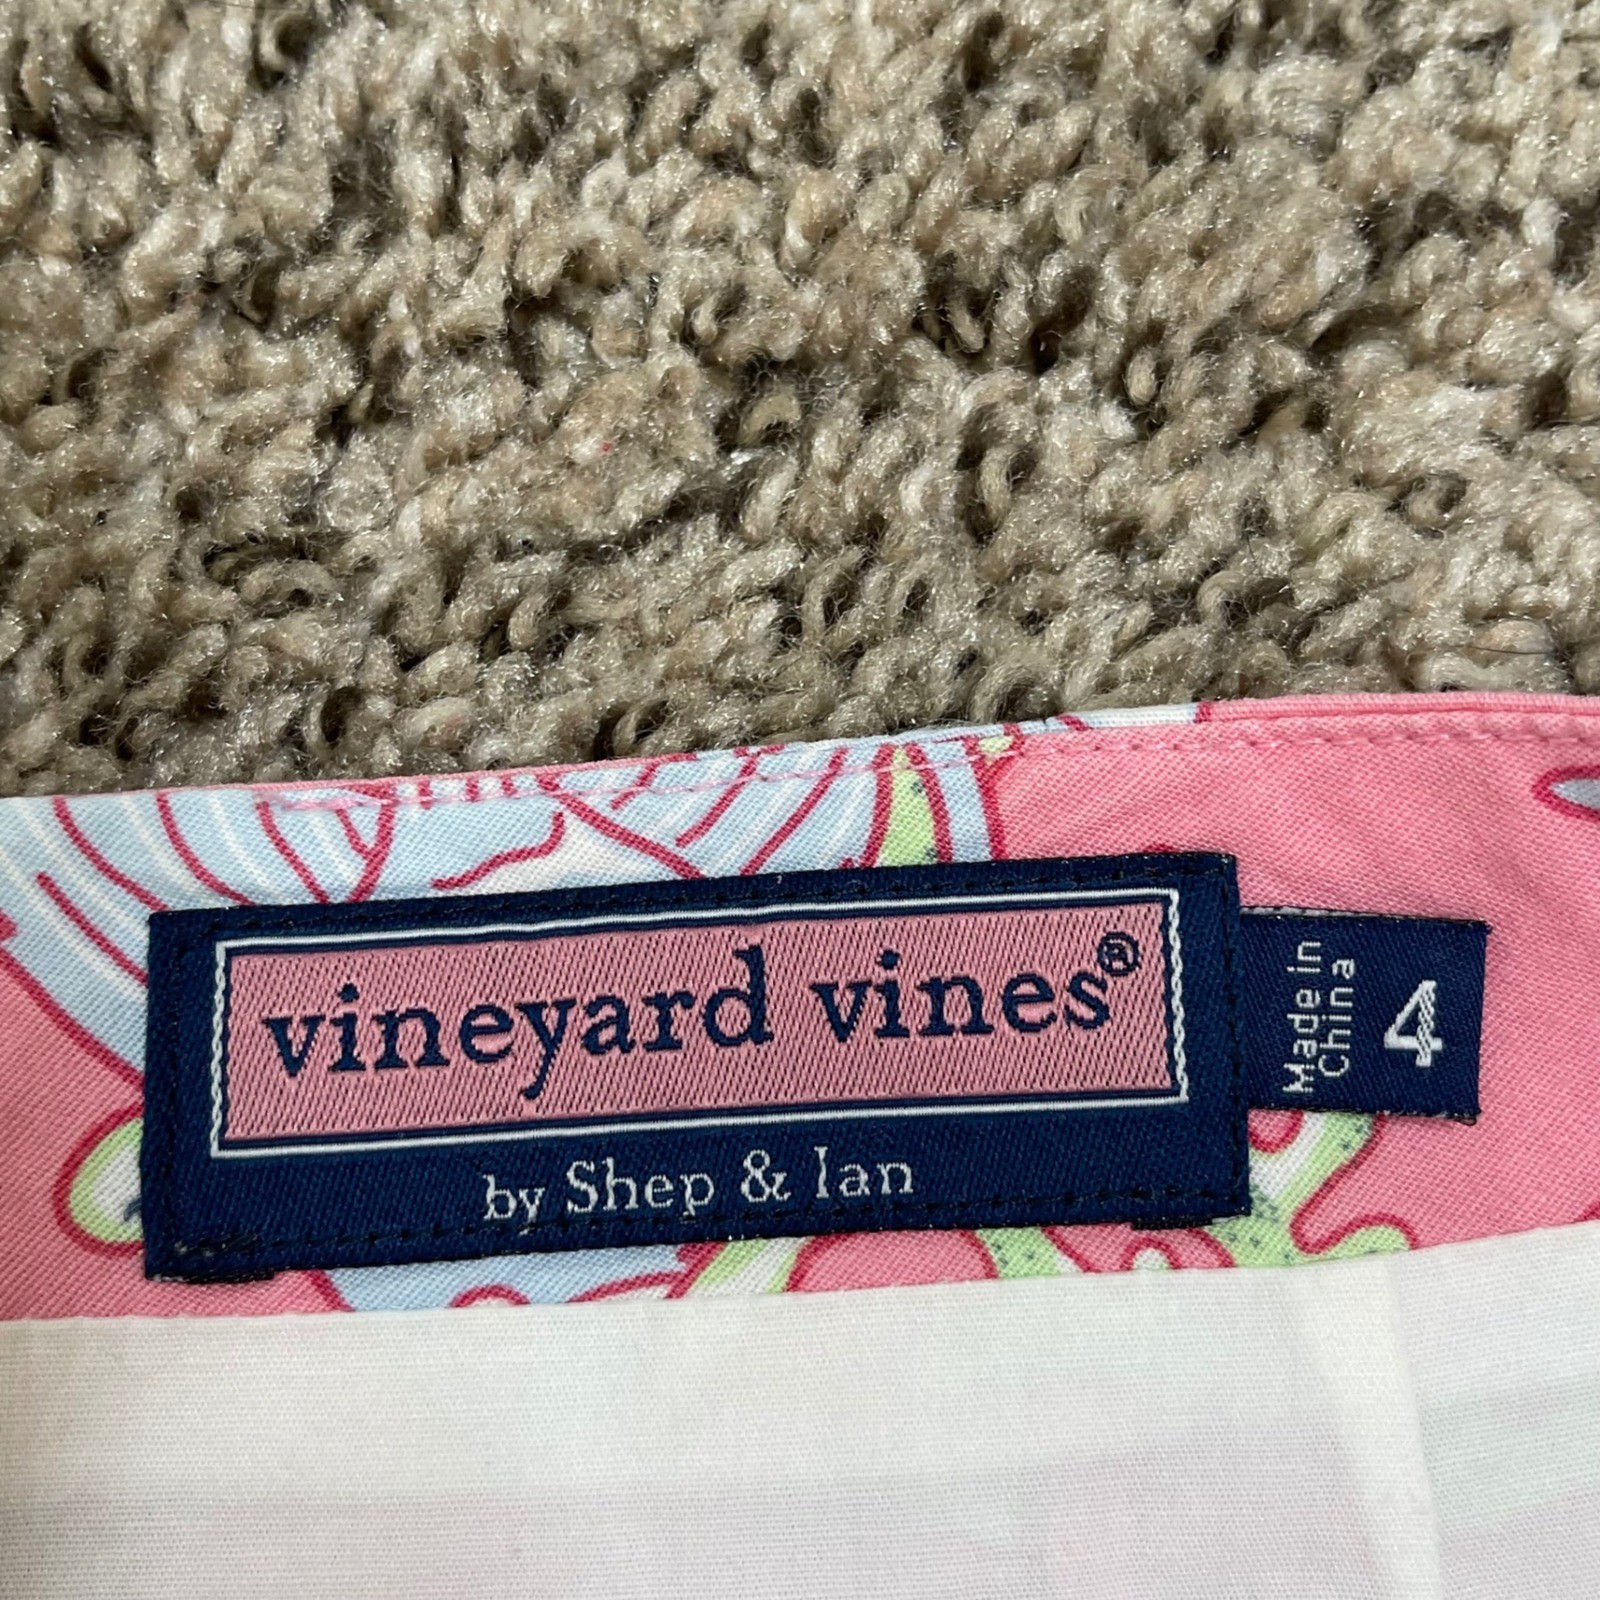 vineyard vines®
by Shep & Ian
Made in
China
4